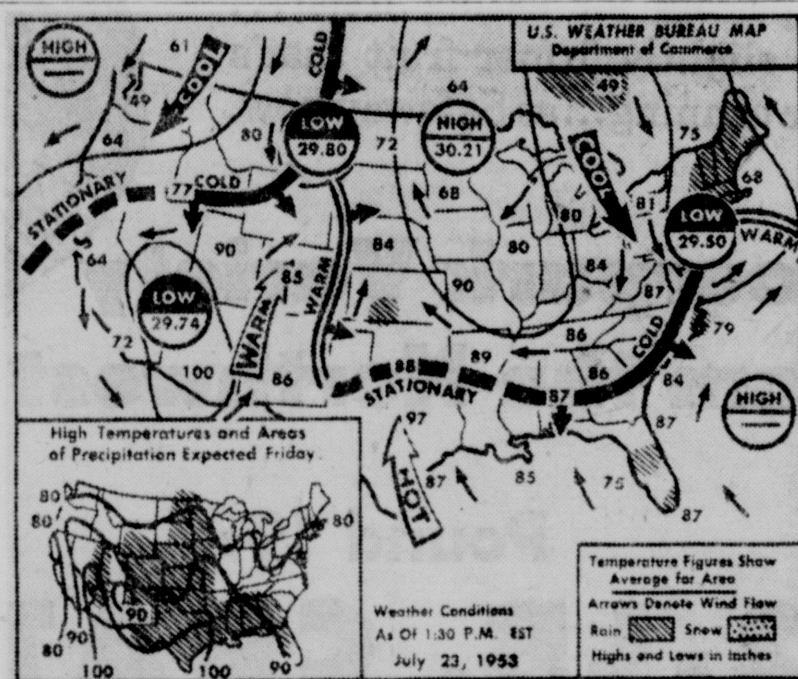 U.S. WEATHER BUREAU MAP
Department of Commerce
HIGH
61
COOL
COLD
49
64
49
LOW
29.80
HIGH
30.21
64
80
72
COOL
75
STATIONARY
77
COLD
68
80
81
68
LOW
29.50
WARM
64
90
84
80
84
LOW
29.74
85
WARM
WARM
90
87
72
100
86
89
86
COLD
79
88
STATIONARY
86
84
87
HIGH
97
87
HOT
87
85
75
87
High Temperatures and Areas
of Precipitation Expected Friday.
80
80
80
90
90
80
100
100
90
Weather Conditions
As Of 1:30 P.M. EST
July 23, 1953
Temperature Figures Show
Average for Area
Arrows Denote Wind Flow
Rain Snow
Highs and Lows in Inches